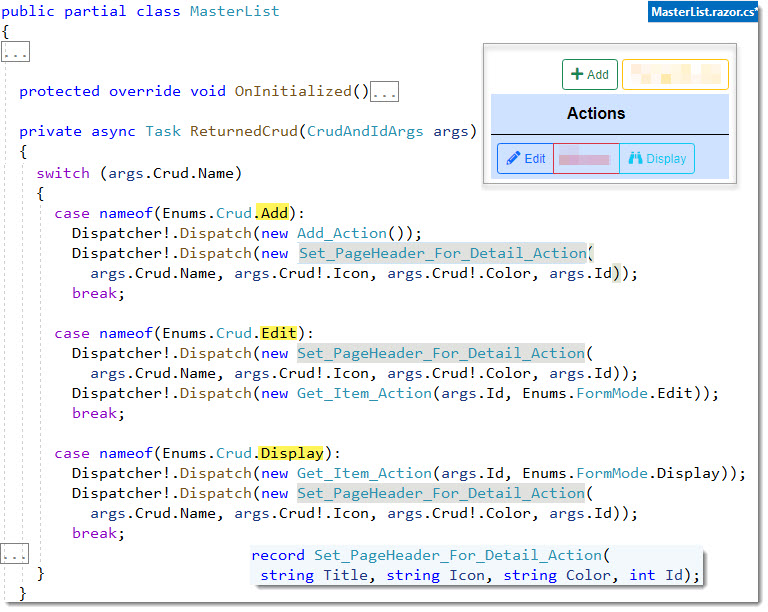 public partial class MasterList
MasterList.razor.cs*
{
...
protected override void OnInitialized()...
+ Add
Actions
Edit
Display
private async Task ReturnedCrud(CrudAndIdArgs args)
{
switch (args.Crud.Name)
{
case nameof(Enums.Crud.Add):
Dispatcher!.Dispatch(new Add_Action());
Dispatcher!.Dispatch(new Set_PageHeader_For_Detail_Action(
args.Crud.Name, args.Crud!.Icon, args.Crud!.Color, args.Id));
break;
case nameof(Enums.Crud.Edit):
Dispatcher!.Dispatch(new Set_PageHeader_For_Detail_Action(
args.Crud.Name, args.Crud!.Icon, args.Crud!.Color, args.Id));
Dispatcher!.Dispatch(new Get_Item_Action(args.Id, Enums.FormMode.Edit));
break;
case nameof(Enums.Crud.Display):
Dispatcher!.Dispatch(new Get_Item_Action(args.Id, Enums.FormMode.Display));
Dispatcher!.Dispatch(new Set_PageHeader_For_Detail_Action(
args.Crud.Name, args.Crud!.Icon, args.Crud!.Color, args.Id));
break;
...
record Set_PageHeader_For_Detail_Action(
string Title, string Icon, string Color, int Id);
}
}